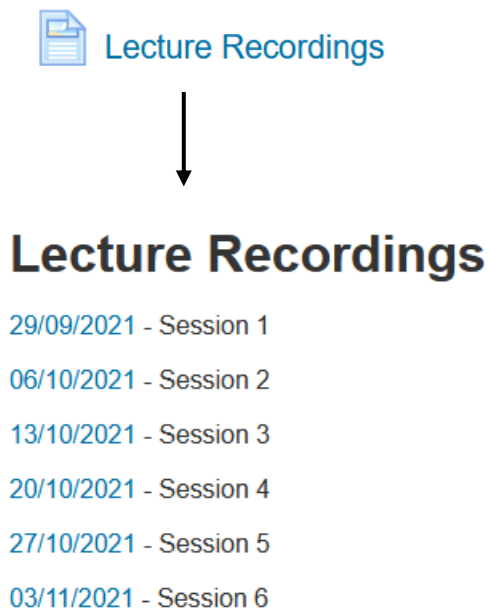 Lecture Recordings
Lecture Recordings
29/09/2021 - Session 1
06/10/2021 - Session 2
13/10/2021 - Session 3
20/10/2021 - Session 4
27/10/2021 - Session 5
03/11/2021 - Session 6